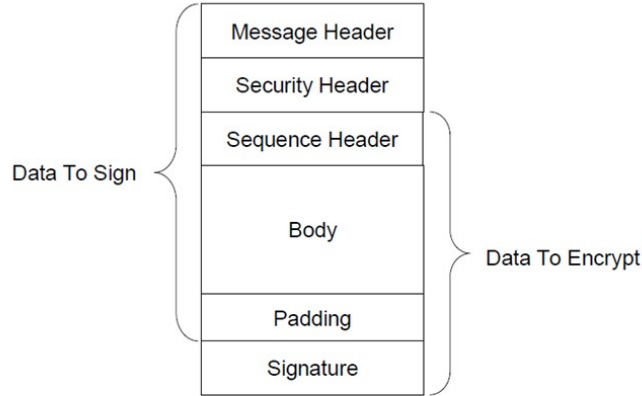 Message Header
Security Header
Sequence Header
Data To Sign
Body
Data To Encrypt
Padding
Signature